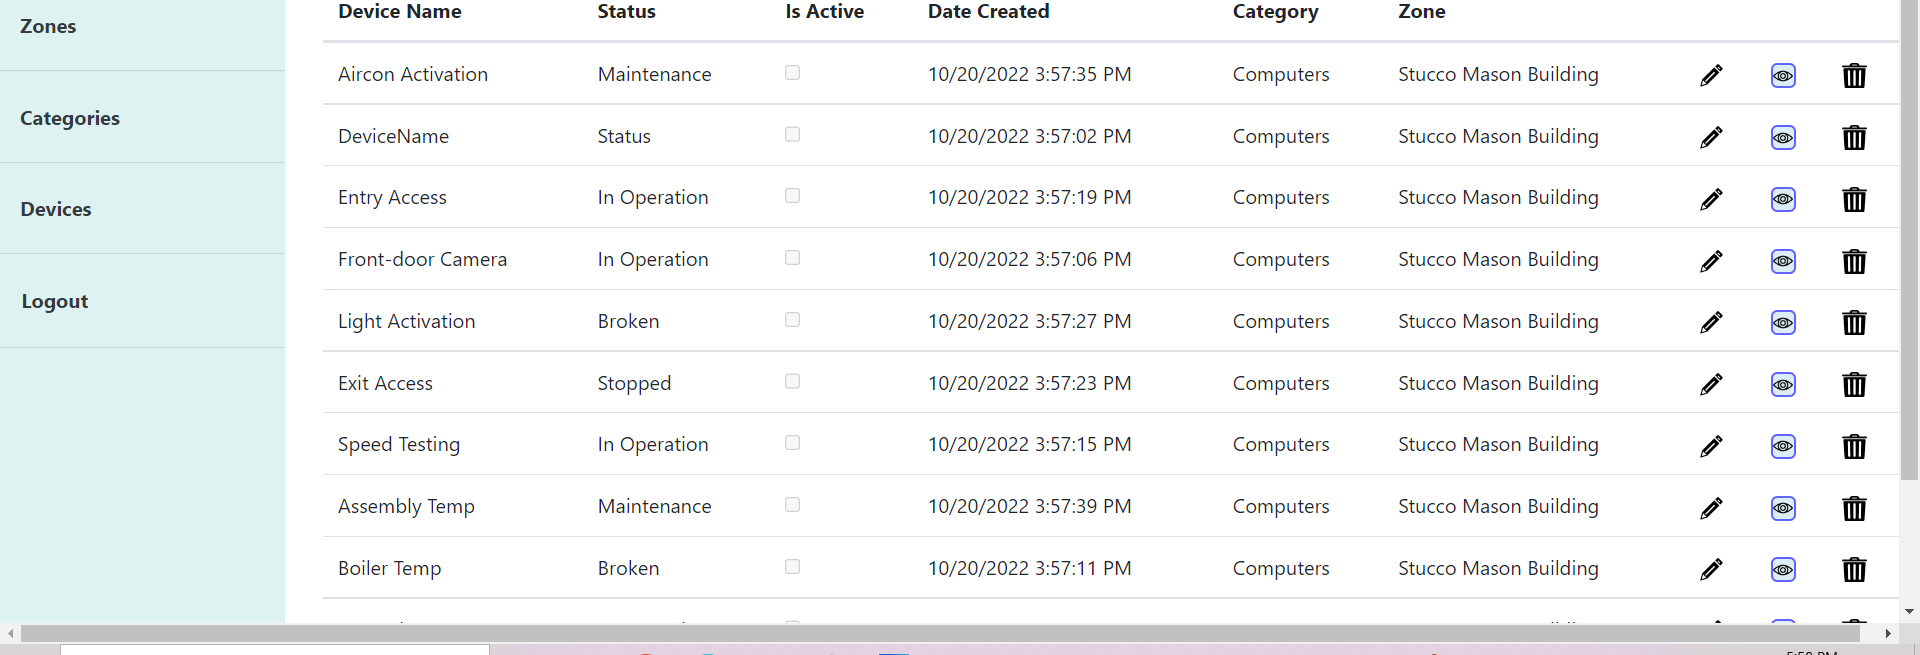 Zones
Categories
Devices
Logout
Device Name Status Is Active Date Created Category Zone
Aircon Activation Maintenance 10/20/2022 3:57:35 PM Computers Stucco Mason Building
DeviceName Status 10/20/2022 3:57:02 PM Computers Stucco Mason Building
Entry Access In Operation 10/20/2022 3:57:19 PM Computers Stucco Mason Building
Front-door Camera In Operation 10/20/2022 3:57:06 PM Computers Stucco Mason Building
Light Activation Broken 10/20/2022 3:57:27 PM Computers Stucco Mason Building
Exit Access Stopped 10/20/2022 3:57:23 PM Computers Stucco Mason Building
Speed Testing In Operation 10/20/2022 3:57:15 PM Computers Stucco Mason Building
Assembly Temp Maintenance 10/20/2022 3:57:39 PM Computers Stucco Mason Building
Boiler Temp Broken 10/20/2022 3:57:11 PM Computers Stucco Mason Building